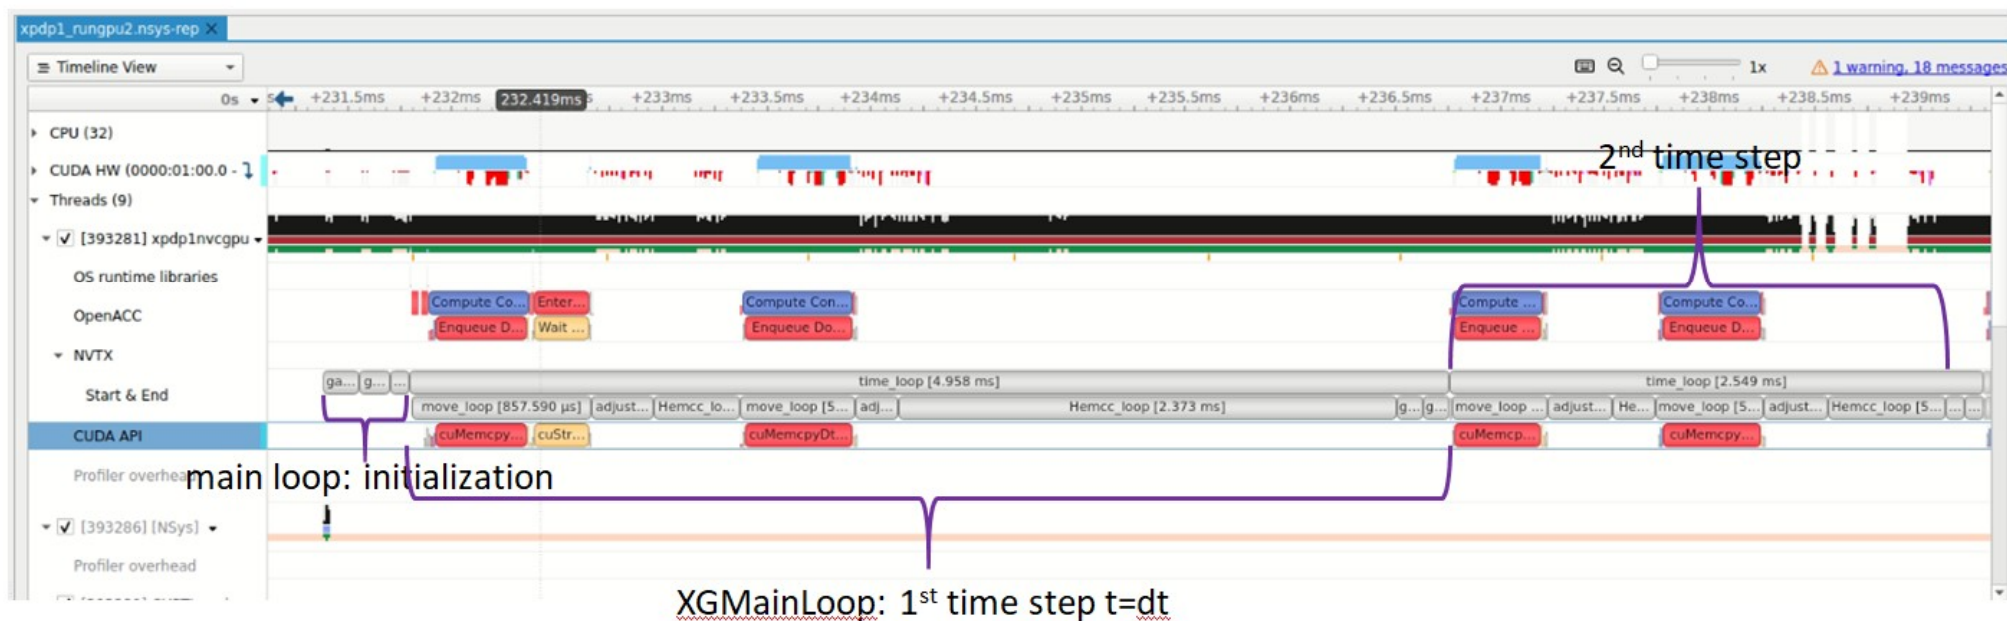 xpdp1_rungpu2.nsys-rep ×
Timeline View
1x
1 warning, 18 messages
0s
+231.5ms +232ms 232.419ms +233ms +233.5ms +234ms +234.5ms +235ms +235.5ms +236ms +236.5ms +237ms +237.5ms +238ms +238.5ms +239ms
CPU (32)
2nd time step
CUDA HW (0000:01:00.0 -
Threads (9)
[393281] xpdp1nvcgpu
OS runtime libraries
Compute Co... Enter... Compute Con... Compute ... Compute Co...
OpenACC
Enqueue D... Wait ... Enqueue Do... Enqueue ... Enqueue D...
NVTX
ga... g... ... time_loop [4.958 ms] time_loop [2.549 ms]
Start & End
move_loop [857.590 µs] adjust... Hemcc_lo... move_loop [5... adj... Hemcc_loop [2.373 ms] g... g... move_loop ... adjust... He... move_loop [5... adjust... Hemcc_loop [5... ... ...
CUDA API
cuMemcpy... cuStr... cuMemcpyDt... cuMemcp... cuMemcpy...
Profiler overhead
main loop: initialization
[393286] [NSys]
Profiler overhead
XGMainLoop: 1st time step t=dt